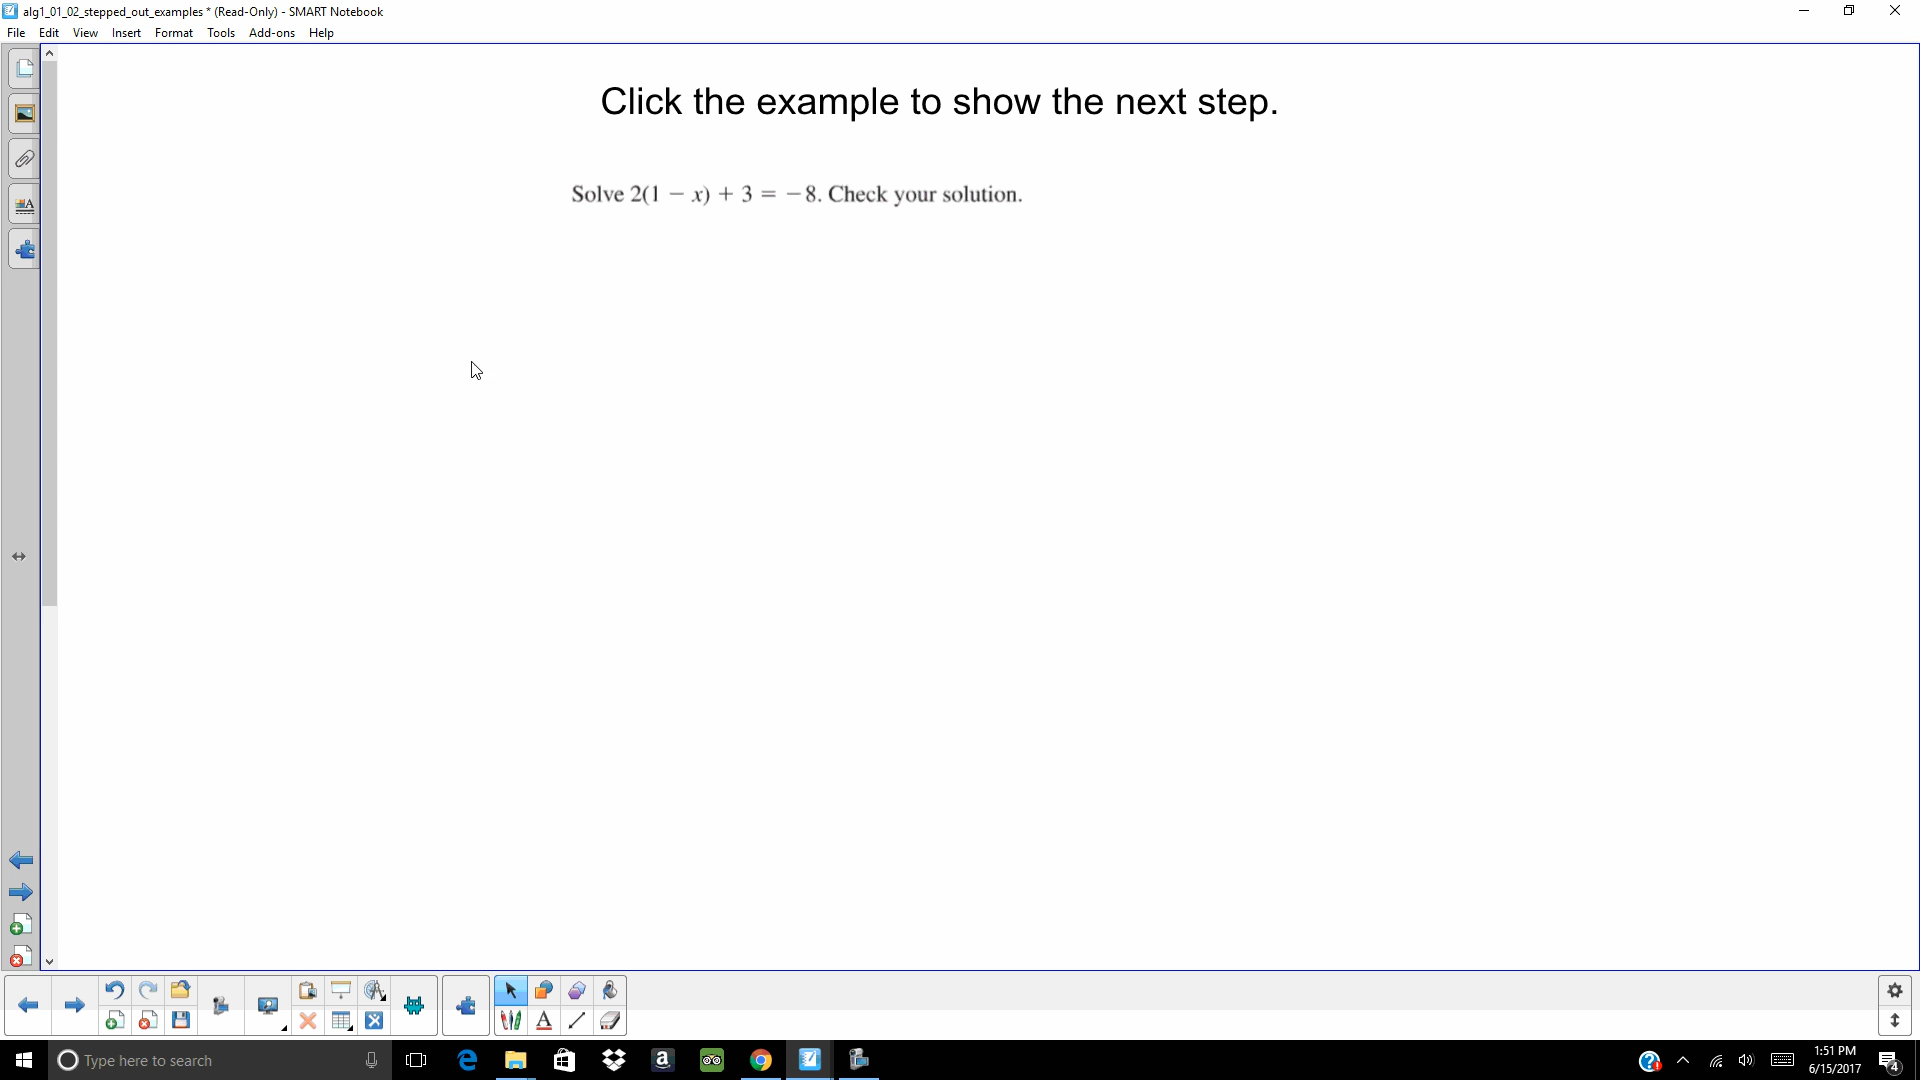 alg1_01_02_stepped_out_examples * (Read-Only) - SMART Notebook
File Edit View Insert Format Tools Add-ons Help
Click the example to show the next step.
Solve 2(1 − x) + 3 = −8. Check your solution.
Type here to search
1:51 PM
6/15/2017
4